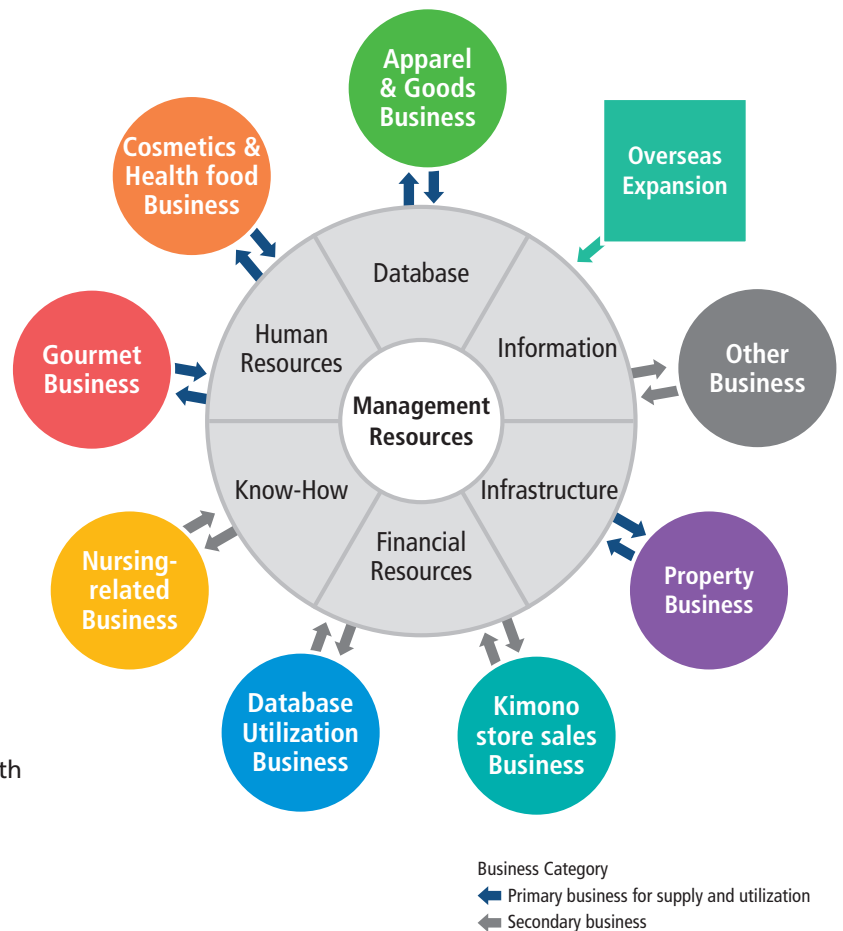 Apparel
& Goods
Business
Cosmetics &
Health food
Business
Overseas
Expansion
Database
Human
Resources
Information
Gourmet
Business
Other
Business
Management
Resources
Know-How
Infrastructure
Financial
Resources
Nursing-
related
Business
Property
Business
Database
Utilization
Business
Kimono
store sales
Business
th
Business Category
Primary business for supply and utilization
Secondary business